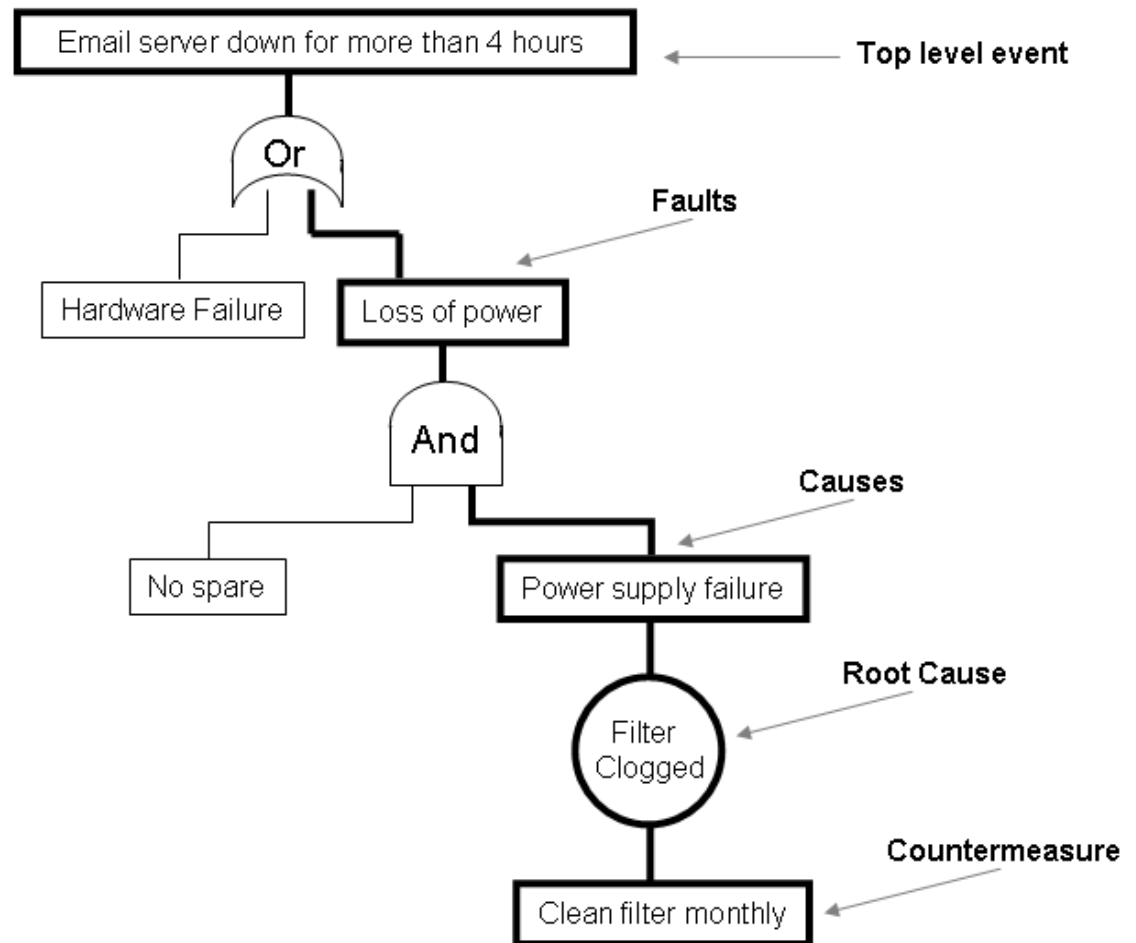 Email server down for more than 4 hours
Top level event
Or
Faults
Hardware Failure
Loss of power
And
Causes
No spare
Power supply failure
Root Cause
Filter
Clogged
Countermeasure
Clean filter monthly